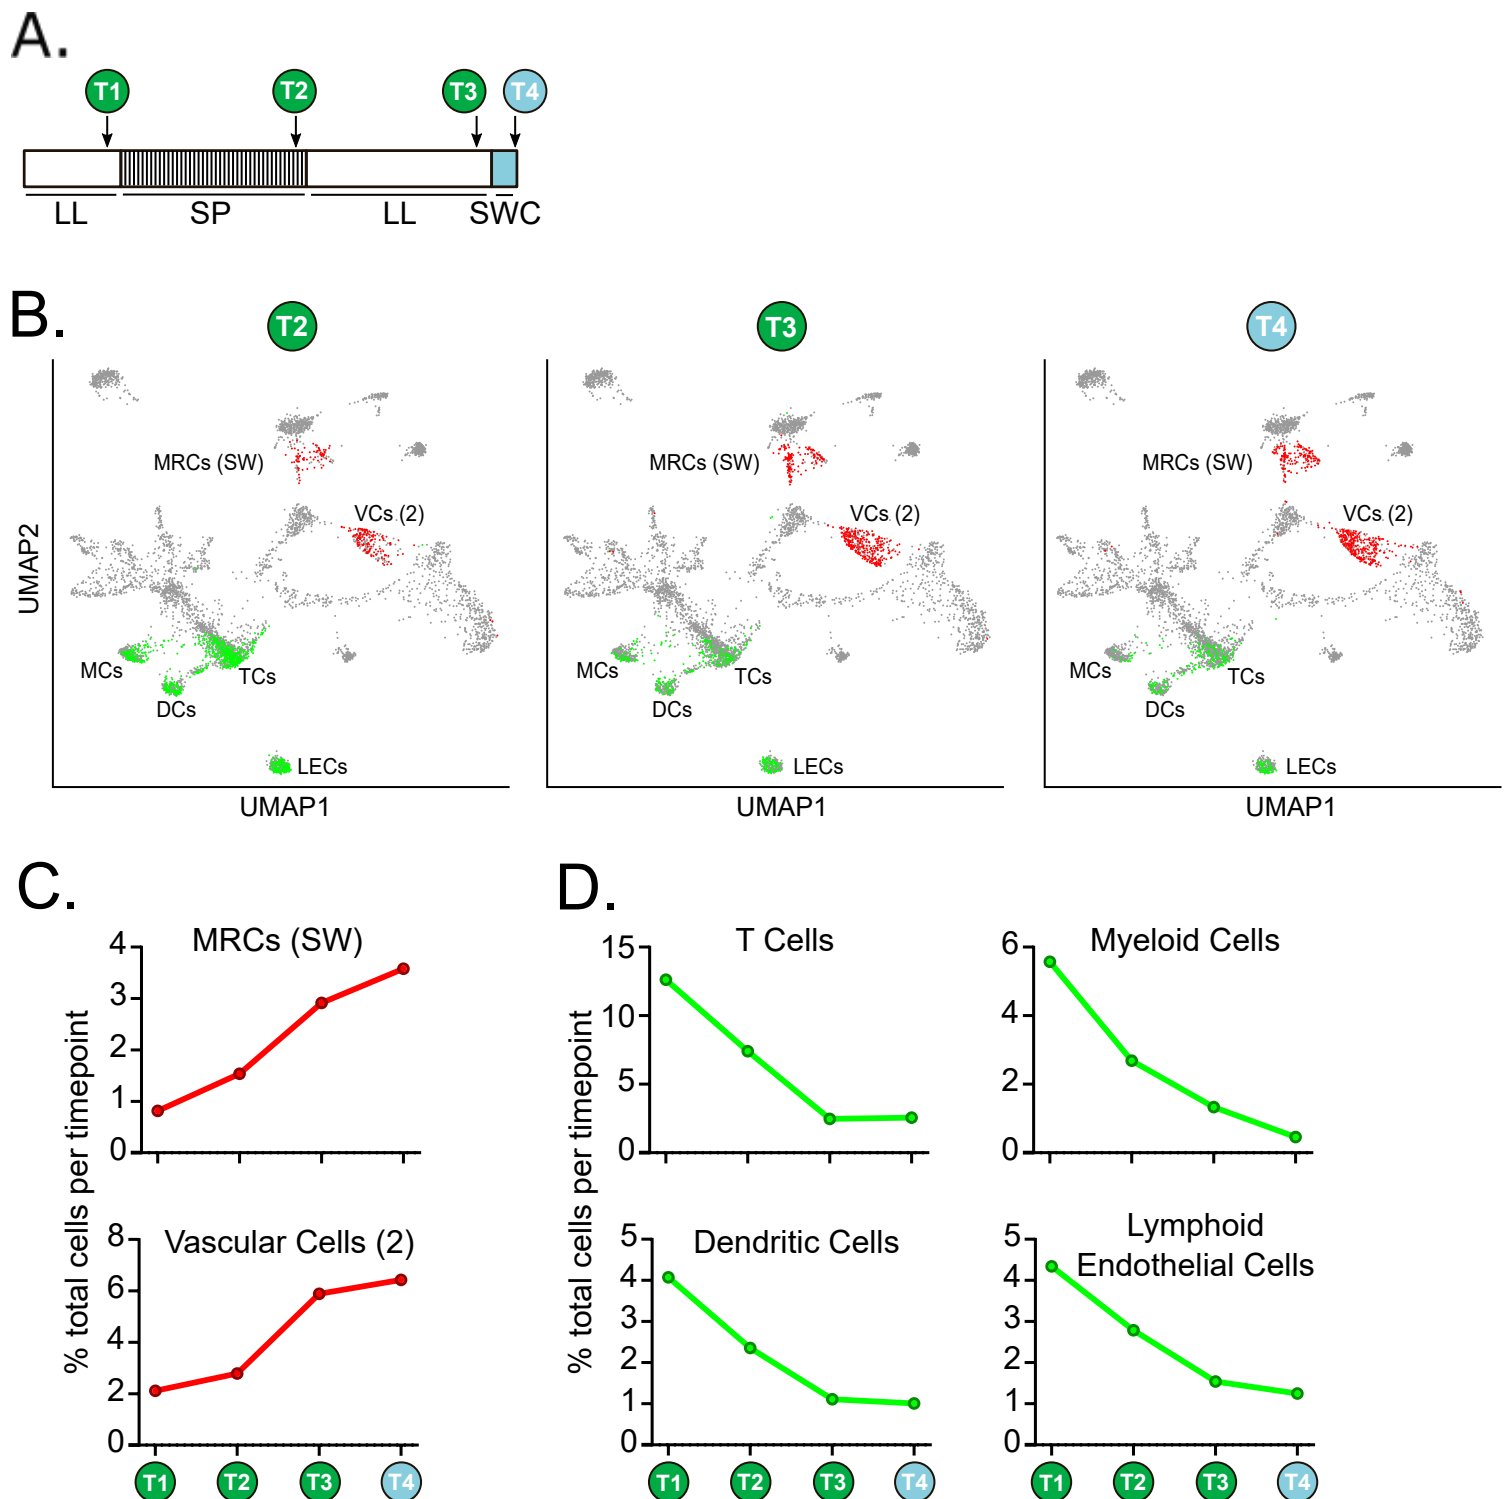 A.
T1 T2 T3 T4
LL SP LL SWC
B.
T2 T3 T4
MRCs (SW) MRCs (SW) MRCs (SW)
VCs (2) VCs (2) VCs (2)
UMAP2
MCs TCs MCs TCs MCs TCs
DCs DCs DCs
LECs LECs LECs
UMAP1 UMAP1 UMAP1
C.
% total cells per timepoint
MRCs (SW)
4
3
2
1
0
Vascular Cells (2)
8
6
4
2
0
T1 T2 T3 T4
D.
% total cells per timepoint
T Cells
15
10
5
0
Myeloid Cells
6
4
2
0
Dendritic Cells
5
4
3
2
1
0
T1 T2 T3 T4
Lymphoid
Endothelial Cells
5
4
3
2
1
0
T1 T2 T3 T4